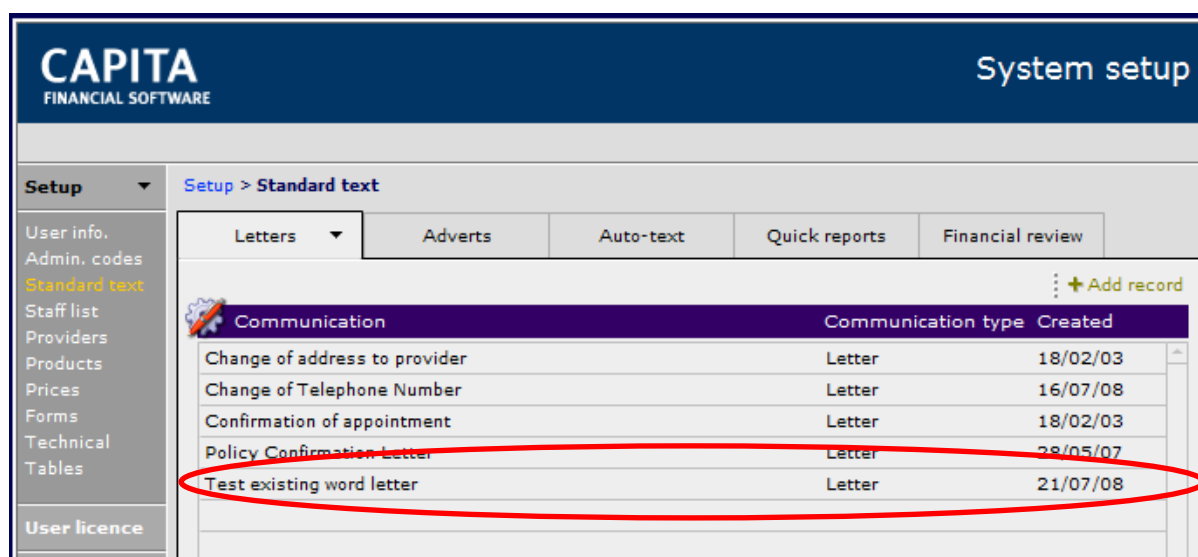 CAPITA
FINANCIAL SOFTWARE
System setup
Setup
Setup > Standard text
User info.
Admin. codes
Standard text
Staff list
Providers
Products
Prices
Forms
Technical
Tables
User licence
Letters Adverts Auto-text Quick reports Financial review
+ Add record
Communication Communication type Created
Change of address to provider Letter 18/02/03
Change of Telephone Number Letter 16/07/08
Confirmation of appointment Letter 18/02/03
Policy Confirmation Letter Letter 28/05/07
Test existing word letter Letter 21/07/08